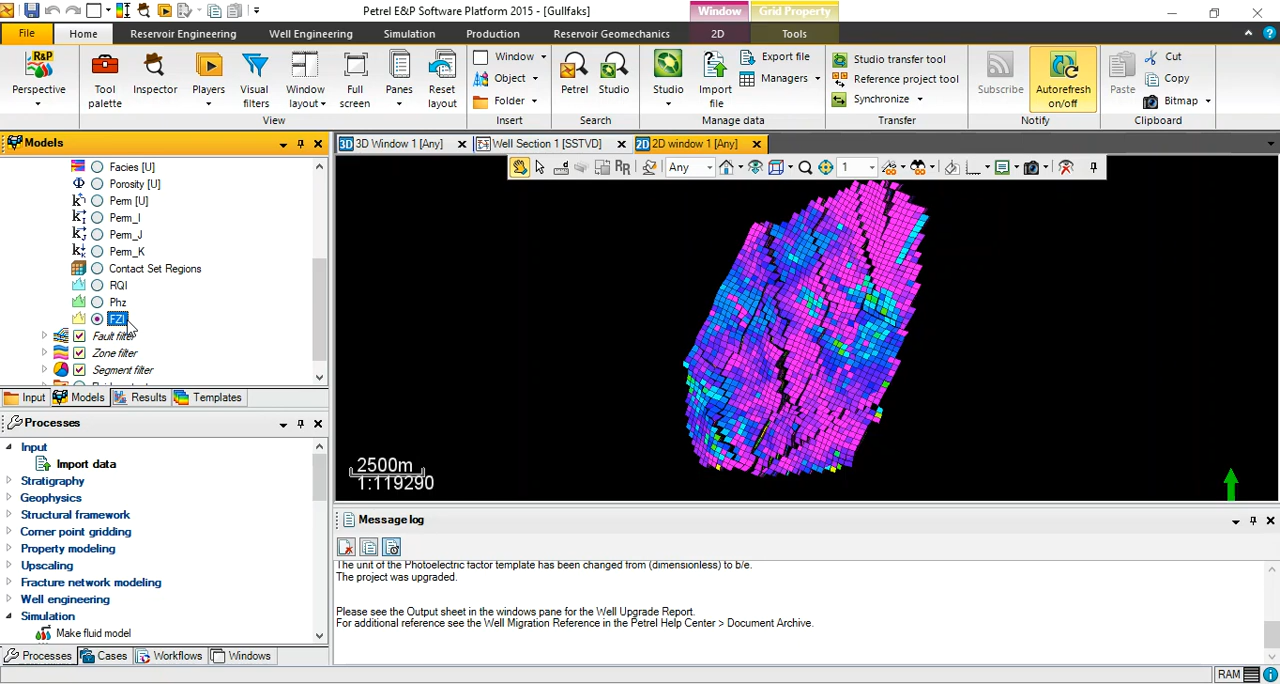 Petrel E&P Software Platform 2015 - [Gullfaks]
Window
Grid Property
File
Home
Reservoir Engineering
Well Engineering
Simulation
Production
Reservoir Geomechanics
2D
Tools
R&P
Perspective
Tool palette
Inspector
Players
Visual filters
Window layout
Full screen
Panes
Reset layout
View
Window
Object
Folder
Insert
Petrel
Studio
Search
Studio
Import file
Export file
Managers
Manage data
Studio transfer tool
Reference project tool
Synchronize
Transfer
Subscribe
Autorefresh on/off
Notify
Paste
Cut
Copy
Bitmap
Clipboard
Models
3D Window 1 [Any]
Well Section 1 [SSTVD]
2D window 1 [Any]
Any
1
Facies [U]
Porosity [U]
Perm [U]
Perm_I
Perm_J
Perm_K
Contact Set Regions
RQI
Phz
FZI
Fault filter
Zone filter
Segment filter
Input
Models
Results
Templates
Processes
Input
Import data
Stratigraphy
Geophysics
Structural framework
Corner point gridding
Property modeling
Upscaling
Fracture network modeling
Well engineering
Simulation
Make fluid model
Processes
Cases
Workflows
Windows
2500m
1:119290
Message log
The unit of the Photoelectric factor template has been changed from (dimensionless) to b/e.
The project was upgraded.
Please see the Output sheet in the windows pane for the Well Upgrade Report.
For additional reference see the Well Migration Reference in the Petrel Help Center > Document Archive.
RAM